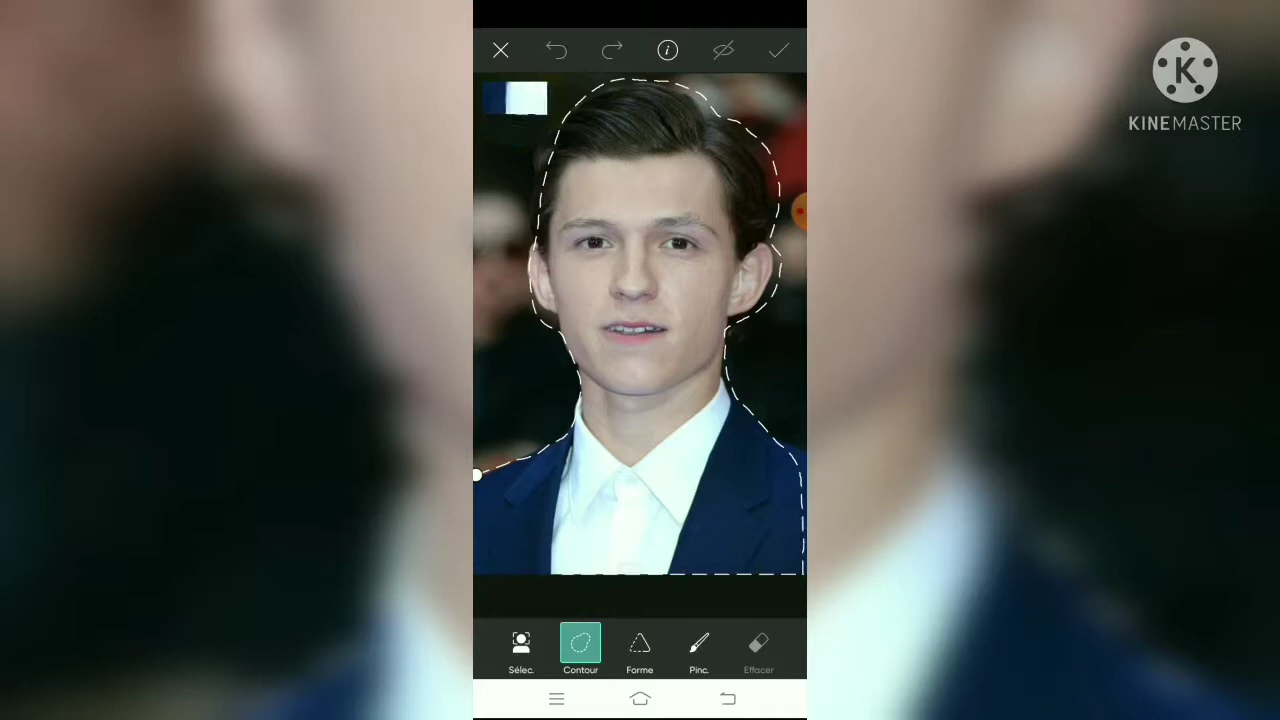 KINEMASTER
Sélec.
Contour
Forme
Pinc.
Effacer